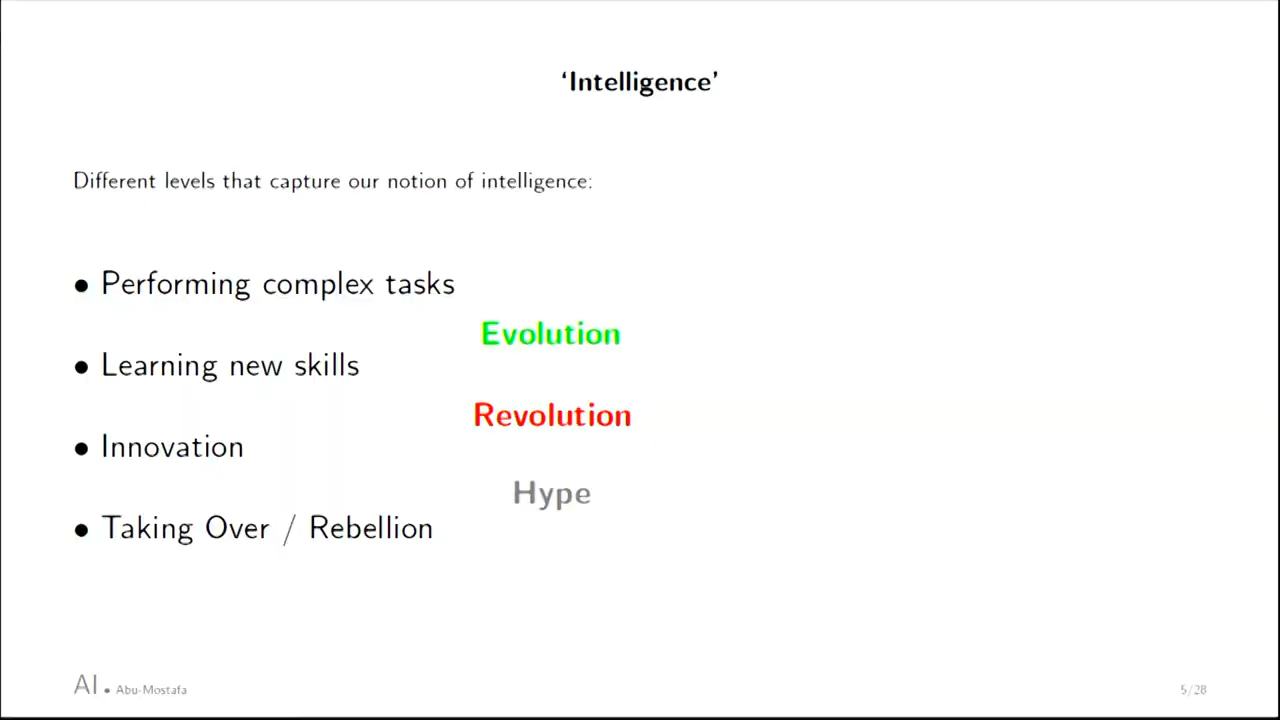 ‘Intelligence’
Different levels that capture our notion of intelligence:
• Performing complex tasks
Evolution
• Learning new skills
Revolution
• Innovation
Hype
• Taking Over / Rebellion
AI • Abu-Mostafa
5/28